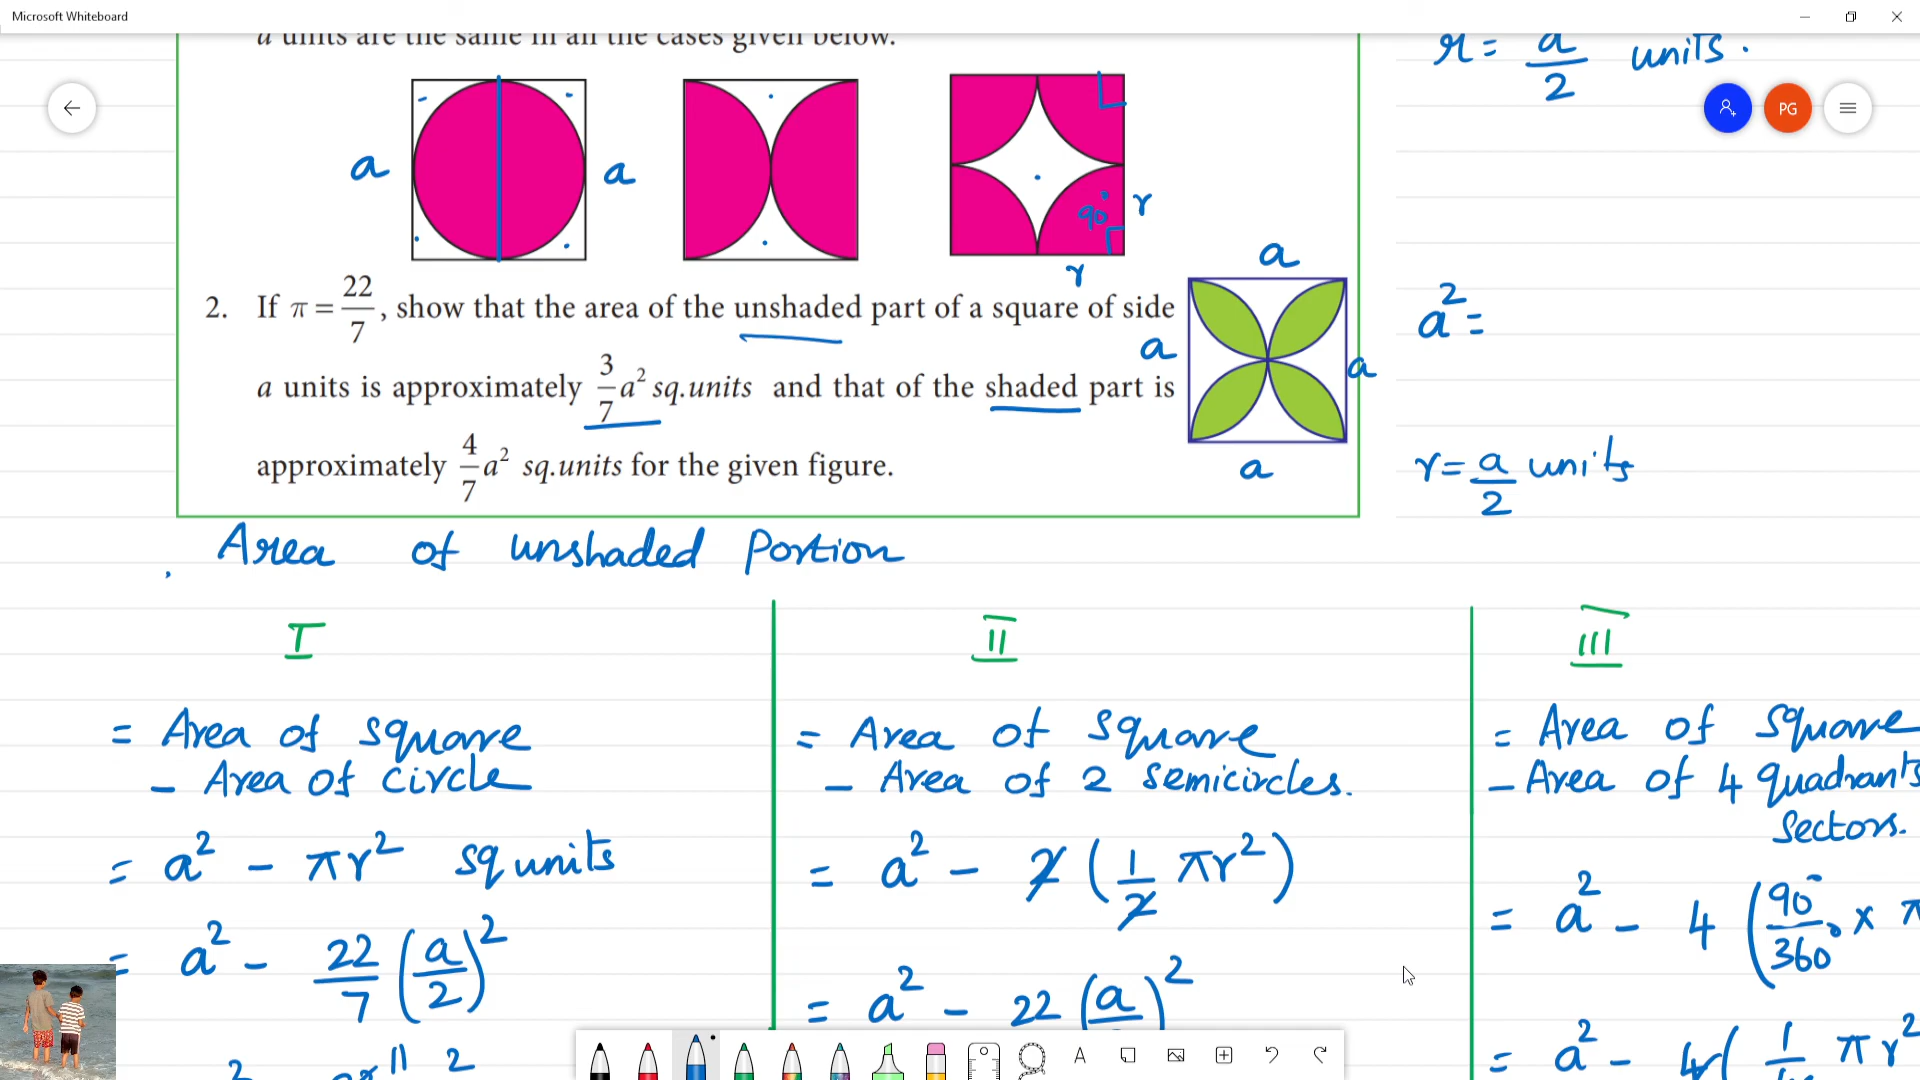 Microsoft Whiteboard
a units are the same in all the cases given below.
r = a/2 units.
PG
a a
90° r
r
2. If π = 22/7, show that the area of the unshaded part of a square of side
a units is approximately 3/7 a² sq.units and that of the shaded part is
approximately 4/7 a² sq.units for the given figure.
a
a a
a
a² =
r = a/2 units
Area of unshaded Portion
I
= Area of square
- Area of circle
= a² - πr² sq units
= a² - 22/7 (a/2)²
II
= Area of square
- Area of 2 semicircles.
= a² - 2 (1/2 πr²)
= a² - 22 (a )²
III
= Area of square
- Area of 4 quadrants
sectors.
= a² - 4 (90°/360° × π
= a² - 4 ( 1 πr²
A